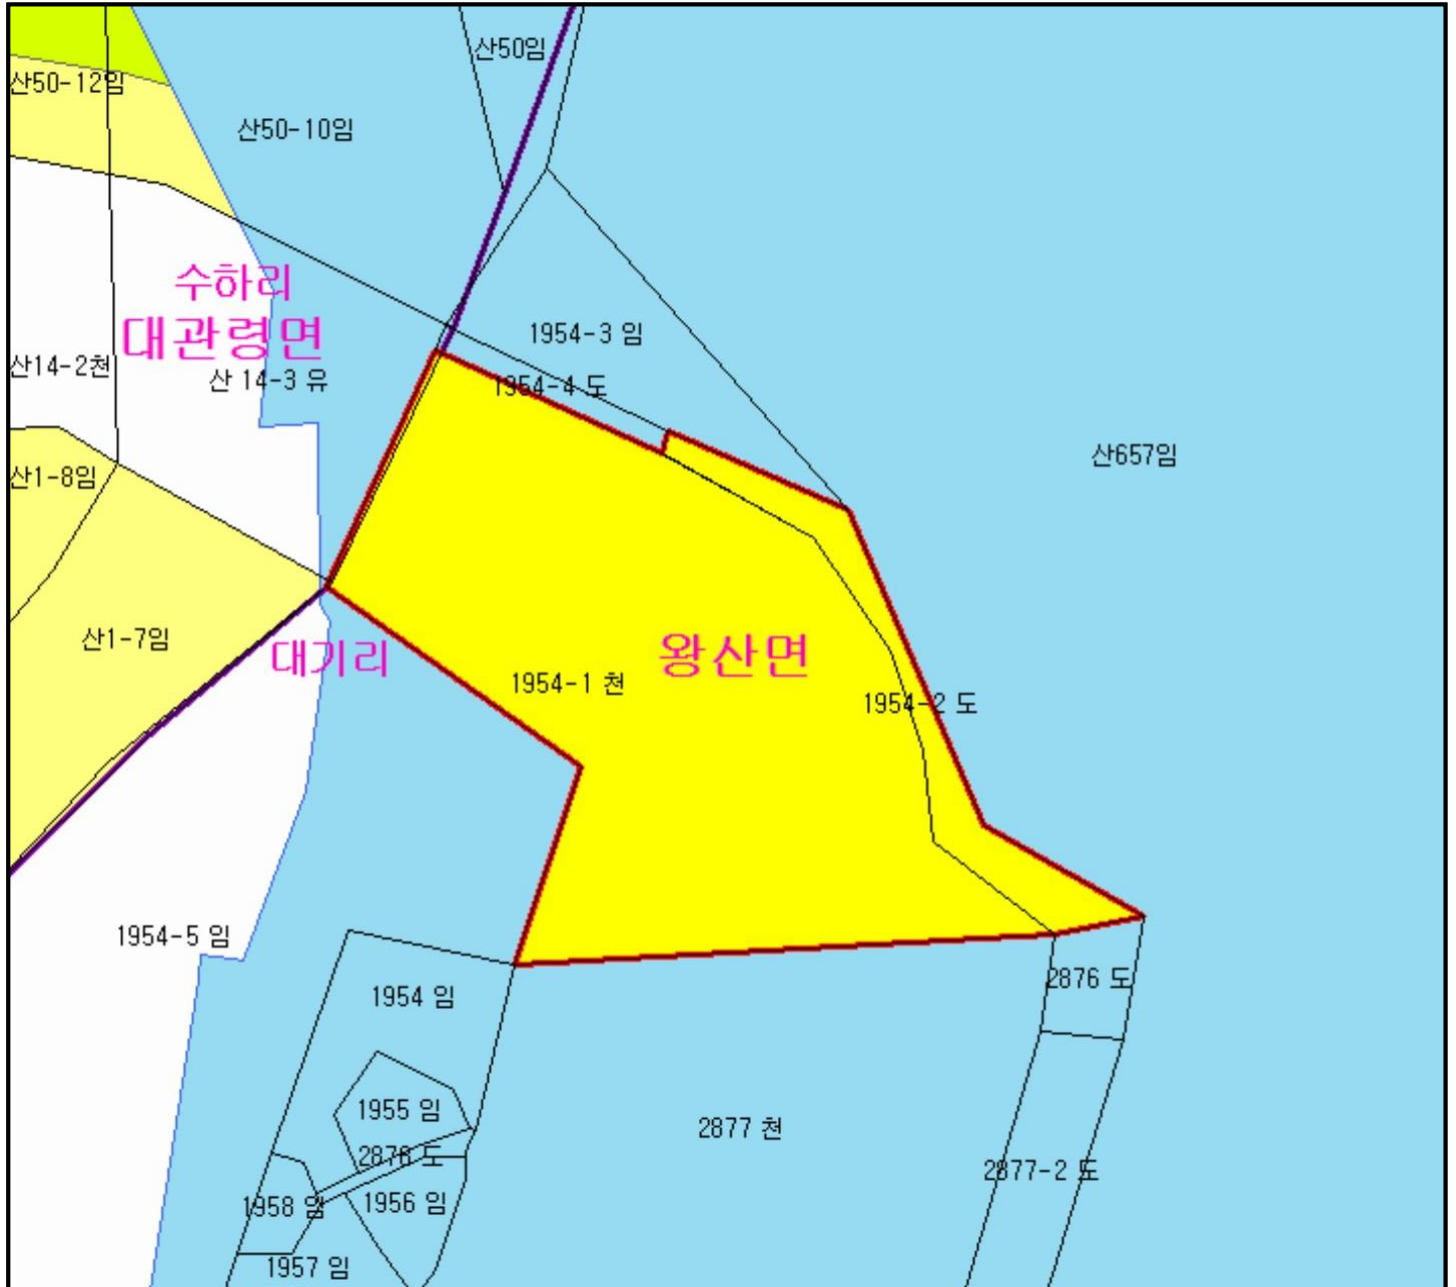 산50임
산50-12임
산50-10임
수하리
대관령면
1954-3 임
산14-2천
산 14-3 유
1954-4 도
산657임
산1-8임
산1-7임
대기리
왕산면
1954-1 천
1954-2 도
1954-5 임
2876 도
1954 임
1955 임
2877 천
2876 도
2877-2 도
1958 임
1956 임
1957 임